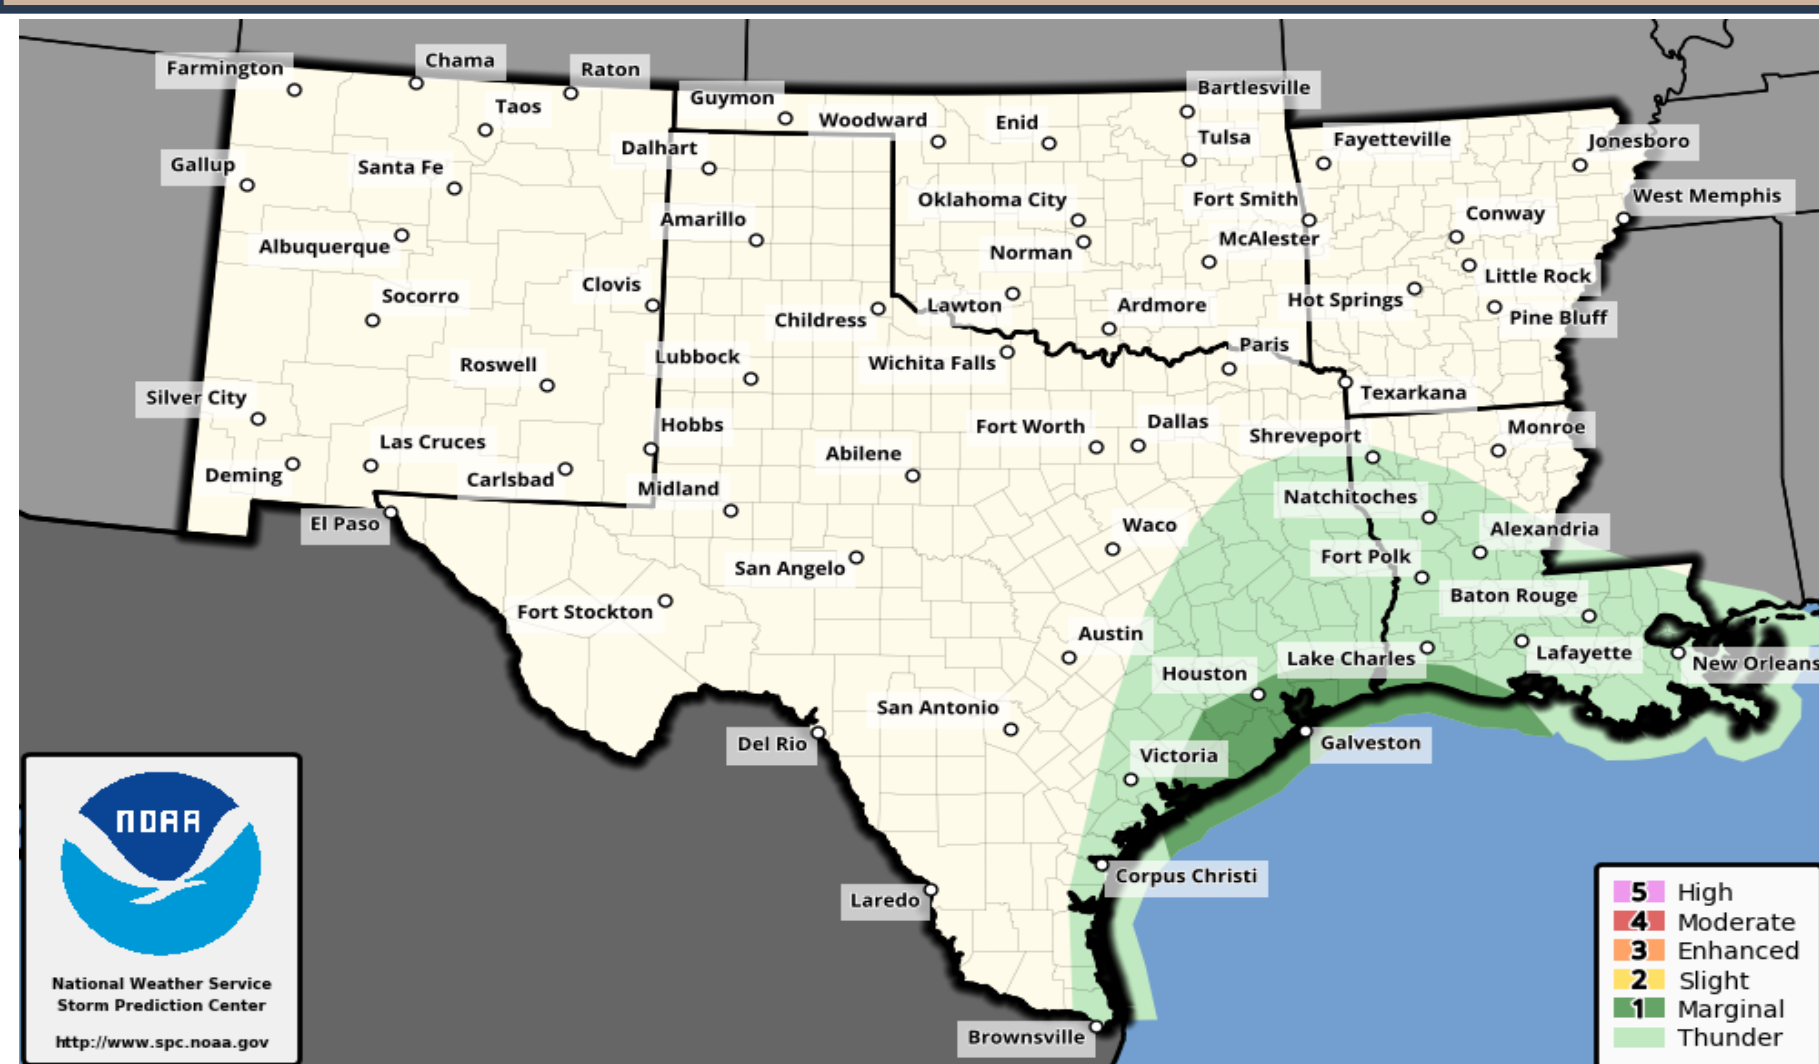 Farmington
Chama
Raton
Taos
Guymon
Woodward
Enid
Bartlesville
Tulsa
Fayetteville
Jonesboro
Gallup
Santa Fe
Dalhart
West Memphis
Amarillo
Oklahoma City
Fort Smith
Conway
Albuquerque
Norman
McAlester
Socorro
Clovis
Little Rock
Childress
Lawton
Ardmore
Hot Springs
Pine Bluff
Roswell
Lubbock
Wichita Falls
Paris
Silver City
Texarkana
Hobbs
Las Cruces
Fort Worth
Dallas
Shreveport
Monroe
Deming
Carlsbad
Midland
Abilene
El Paso
Natchitoches
Waco
Alexandria
San Angelo
Fort Polk
Fort Stockton
Baton Rouge
Austin
Lake Charles
Lafayette
New Orleans
Houston
San Antonio
Del Rio
Victoria
Galveston
Laredo
Corpus Christi
Brownsville
NOAA
National Weather Service
Storm Prediction Center
http://www.spc.noaa.gov
5 High
4 Moderate
3 Enhanced
2 Slight
1 Marginal
Thunder